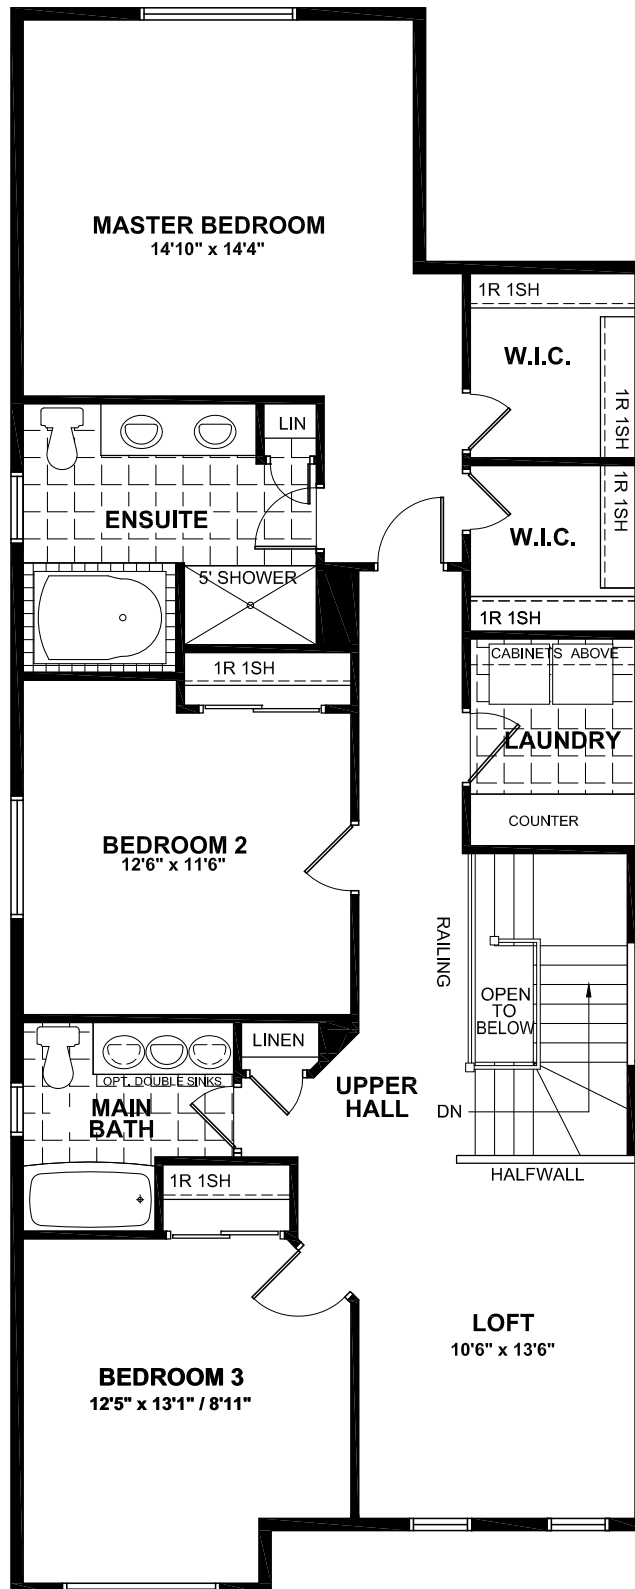 MASTER BEDROOM
14'10" x 14'4"
1R 1SH
W.I.C.
1R 1SH
LIN
ENSUITE
1R 1SH
W.I.C.
5' SHOWER
1R 1SH
1R 1SH
CABINETS ABOVE
LAUNDRY
COUNTER
BEDROOM 2
12'6" x 11'6"
RAILING
OPEN
TO
BELOW
LINEN
OPT. DOUBLE SINKS
MAIN
BATH
UPPER
HALL
DN
HALFWALL
1R 1SH
LOFT
10'6" x 13'6"
BEDROOM 3
12'5" x 13'1" / 8'11"